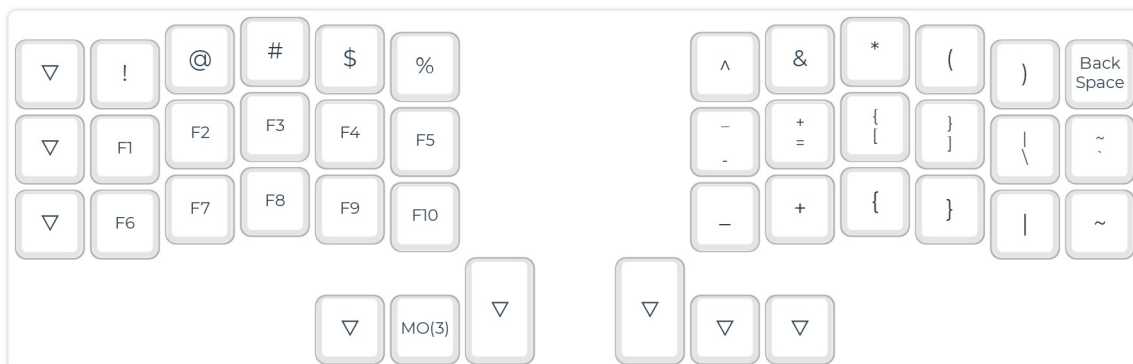 ▽ ! @ # $ % ^ & * ( ) Back Space
▽ F1 F2 F3 F4 F5 _ - + = { [ } ] | \ ~ `
▽ F6 F7 F8 F9 F10 _ + { } | ~
▽ MO(3) ▽ ▽ ▽ ▽